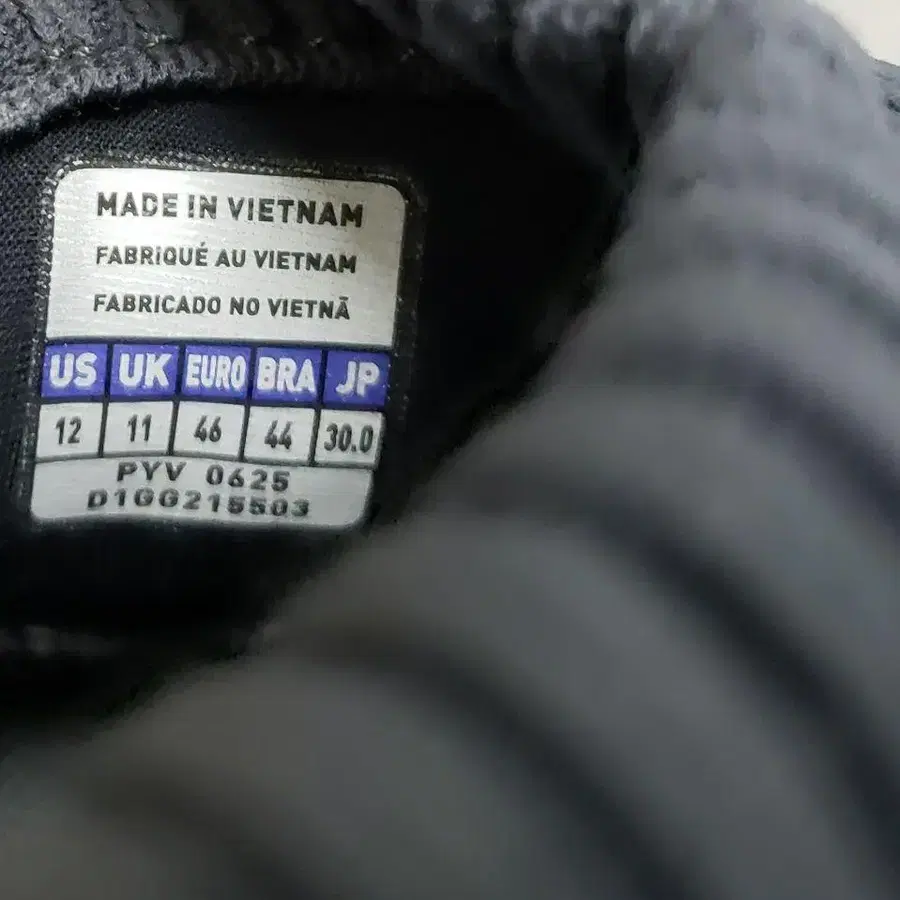 MADE IN VIETNAM
FABRIQUÉ AU VIETNAM
FABRICADO NO VIETNÃ
US UK EURO BRA JP
12 11 46 44 30.0
PYV 0625
D1GG215503